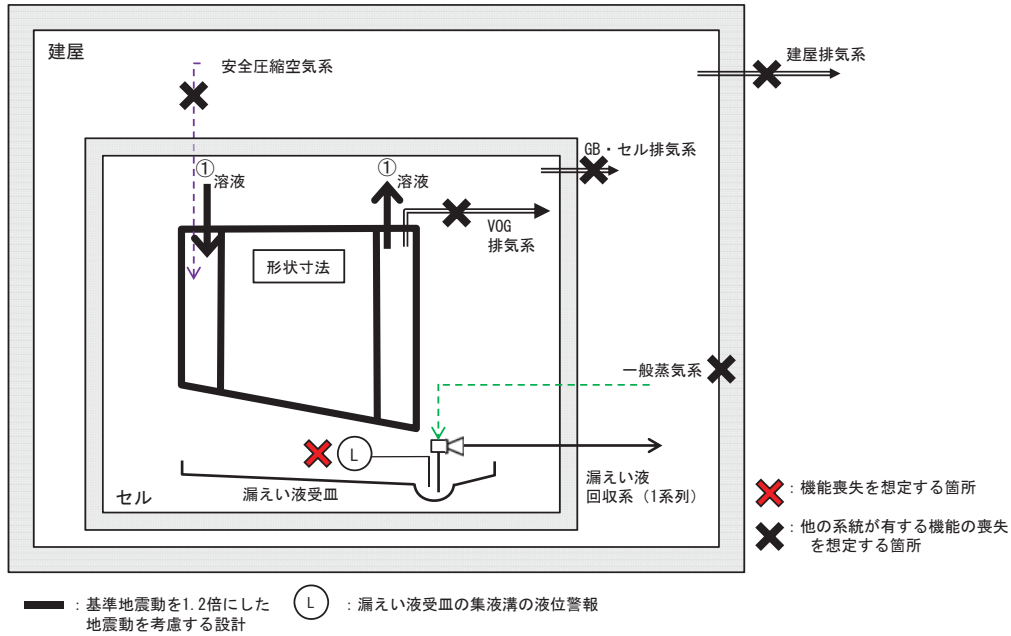 建屋
安全圧縮空気系
建屋排気系
GB・セル排気系
①
溶液
①
溶液
VOG
排気系
形状寸法
一般蒸気系
L
漏えい液受皿
セル
漏えい液
回収系(1系列)
:機能喪失を想定する箇所
:他の系統が有する機能の喪失
を想定する箇所
:基準地震動を1.2倍にした
地震動を考慮する設計
L
:漏えい液受皿の集液溝の液位警報